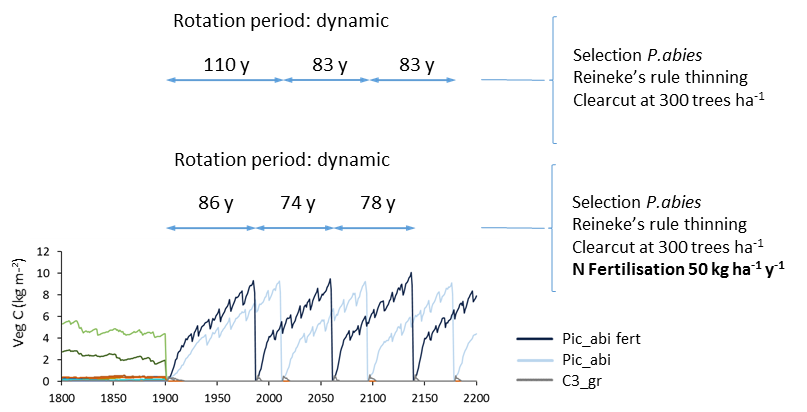 Rotation period: dynamic
110 y 83 y 83 y
Selection P.abies
Reineke's rule thinning
Clearcut at 300 trees ha-1
Rotation period: dynamic
86 y 74 y 78 y
Selection P.abies
Reineke's rule thinning
Clearcut at 300 trees ha-1
N Fertilisation 50 kg ha-1 y-1
Veg C (kg m-2)
12
10
8
6
4
2
0
1800 1850 1900 1950 2000 2050 2100 2150 2200
Pic_abi fert
Pic_abi
C3_gr